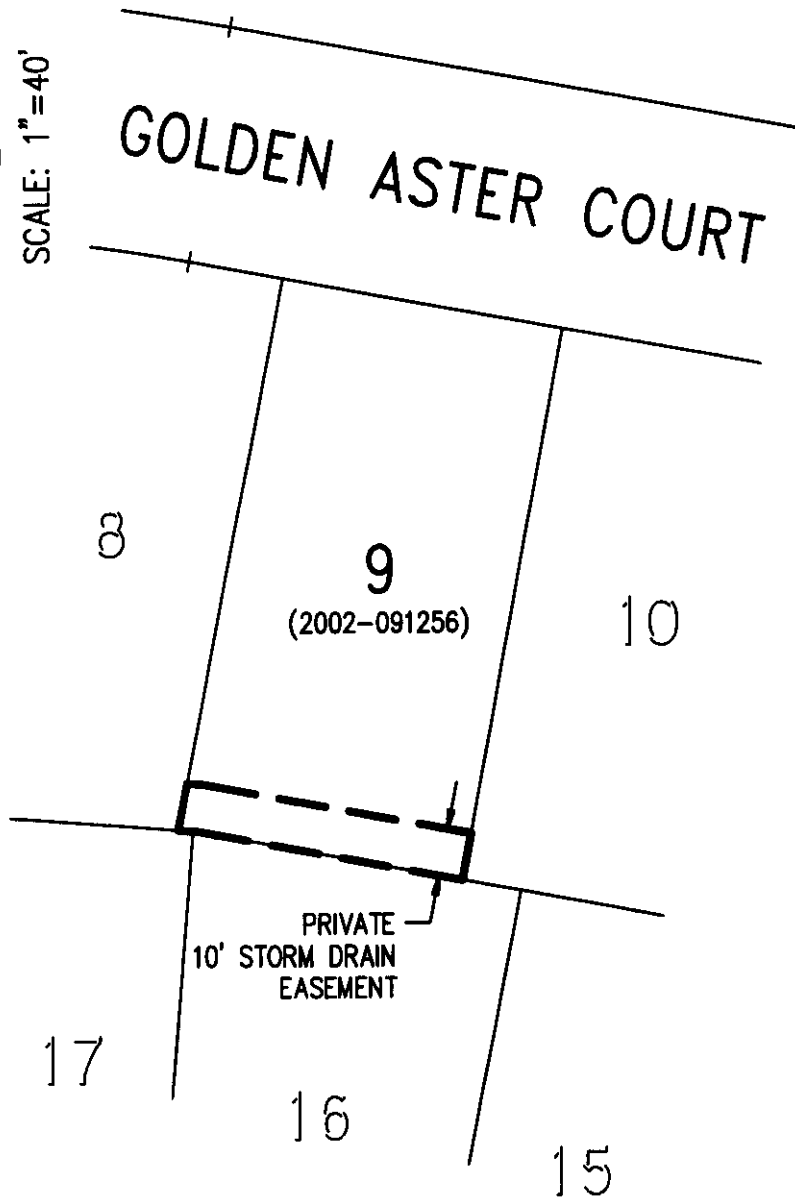 SCALE: 1"=40'
GOLDEN ASTER COURT
8
9
(2002-091256)
10
PRIVATE
10' STORM DRAIN
EASEMENT
17
16
15